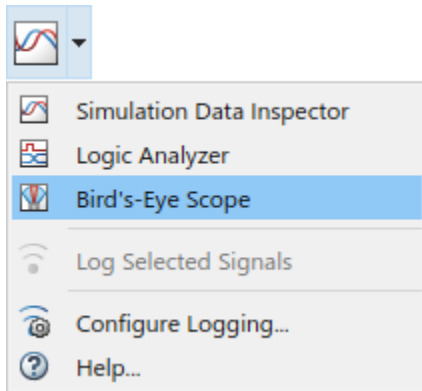 Simulation Data Inspector
Logic Analyzer
Bird's-Eye Scope
Log Selected Signals
Configure Logging...
Help...